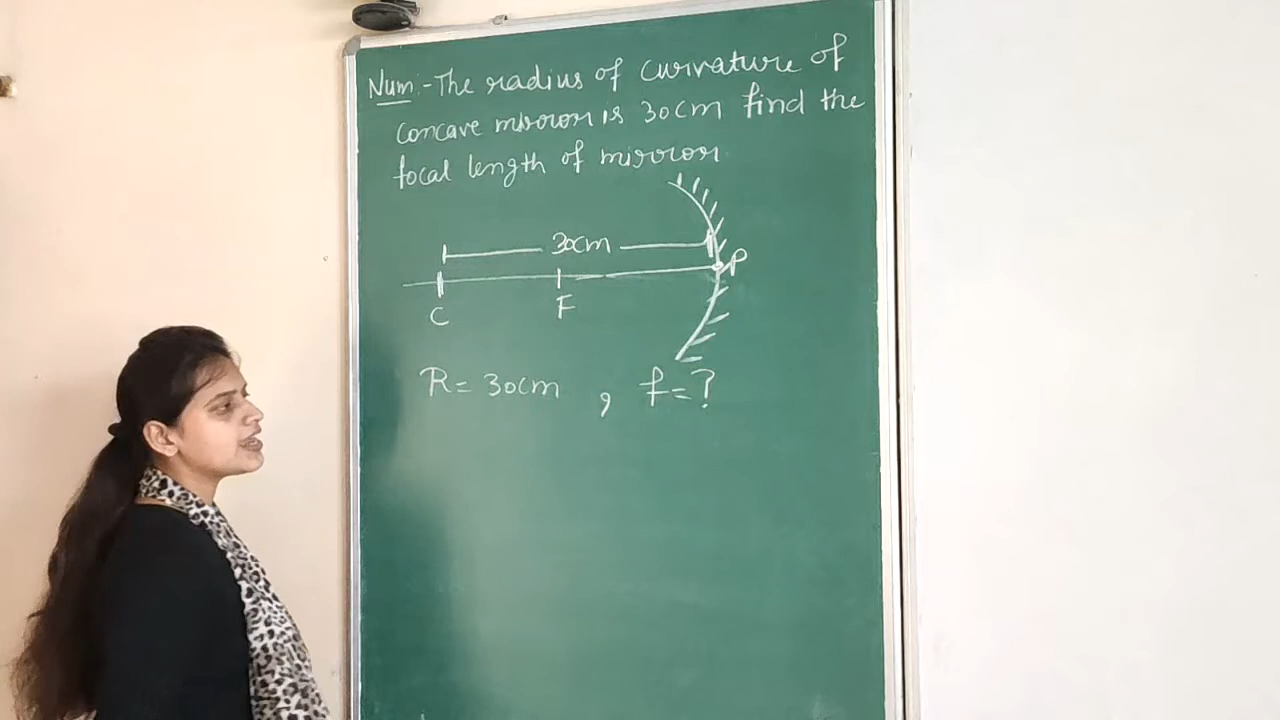 Num:-The radius of curvature of
concave mirror is 30cm find the
focal length of mirror
30cm
P
C F
R= 30cm , f=?